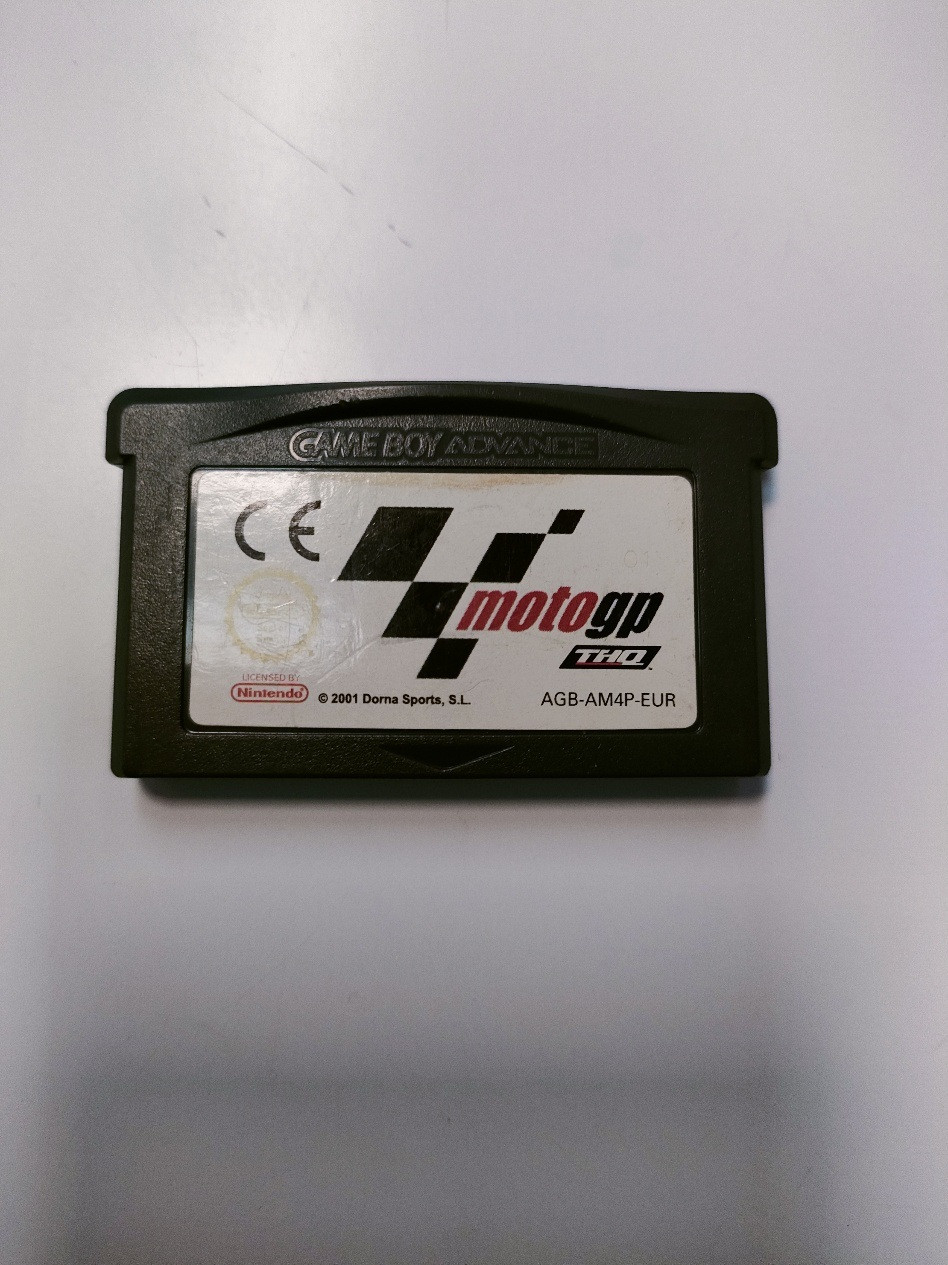 GAME BOY ADVANCE
CE
motogp
THQ
LICENSED BY
Nintendo
© 2001 Dorna Sports, S.L.
AGB-AM4P-EUR